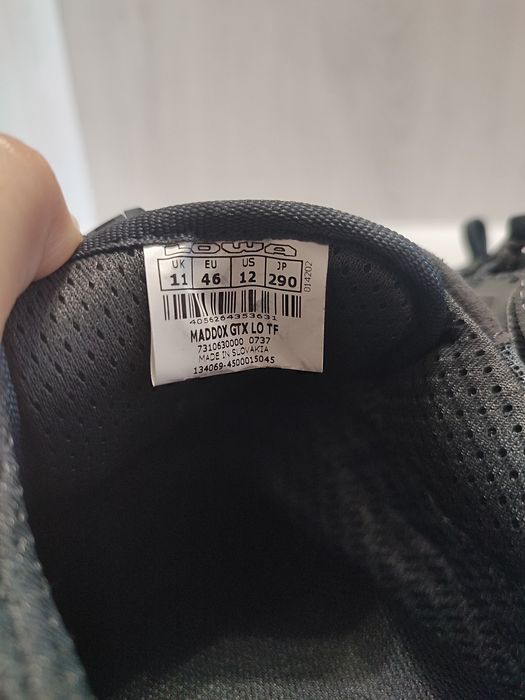 LOWA
UK EU US JP
11 46 12 290
014202
4056264353631
MADDOX GTX LO TF
7310630000 0737
MADE IN SLOVAKIA
134069-4500015045